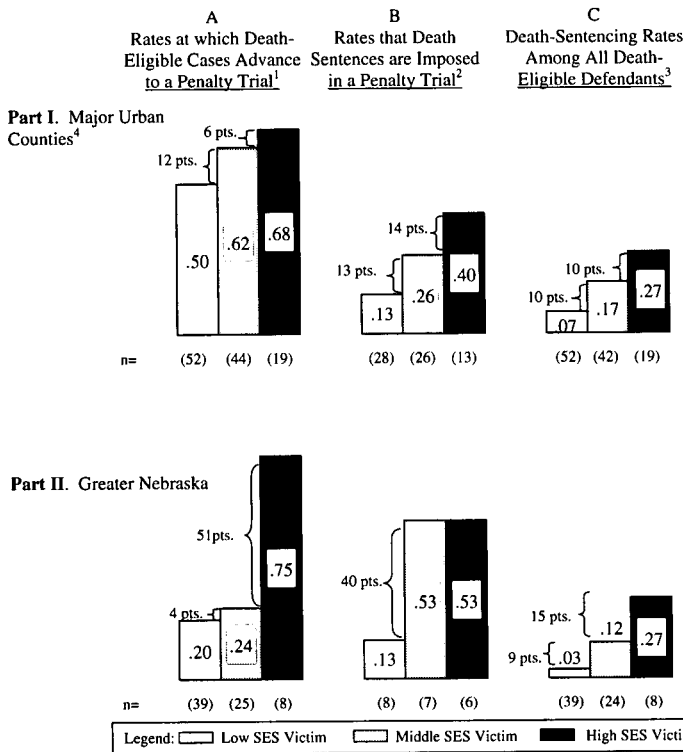 A
Rates at which Death-
Eligible Cases Advance
to a Penalty Trial¹
B
Rates that Death
Sentences are Imposed
in a Penalty Trial²
C
Death-Sentencing Rates
Among All Death-
Eligible Defendants³
Part I. Major Urban
Counties⁴
6 pts.
12 pts.
.50
.62
.68
14 pts.
13 pts.
.13
.26
.40
10 pts.
10 pts.
.07
.17
.27
n= (52) (44) (19) (28) (26) (13) (52) (42) (19)
Part II. Greater Nebraska
51pts.
4 pts.
.20
.24
.75
40 pts.
.13
.53
.53
15 pts.
9 pts.
.03
.12
.27
n= (39) (25) (8) (8) (7) (6) (39) (24) (8)
Legend: Low SES Victim Middle SES Victim High SES Victi